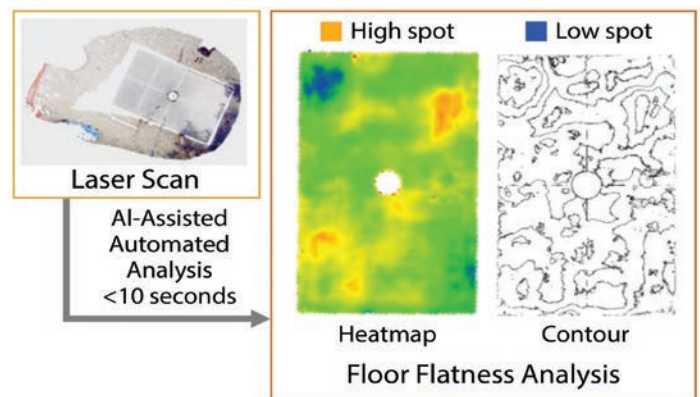 Laser Scan
AI-Assisted
Automated
Analysis
<10 seconds
High spot
Low spot
Heatmap
Contour
Floor Flatness Analysis